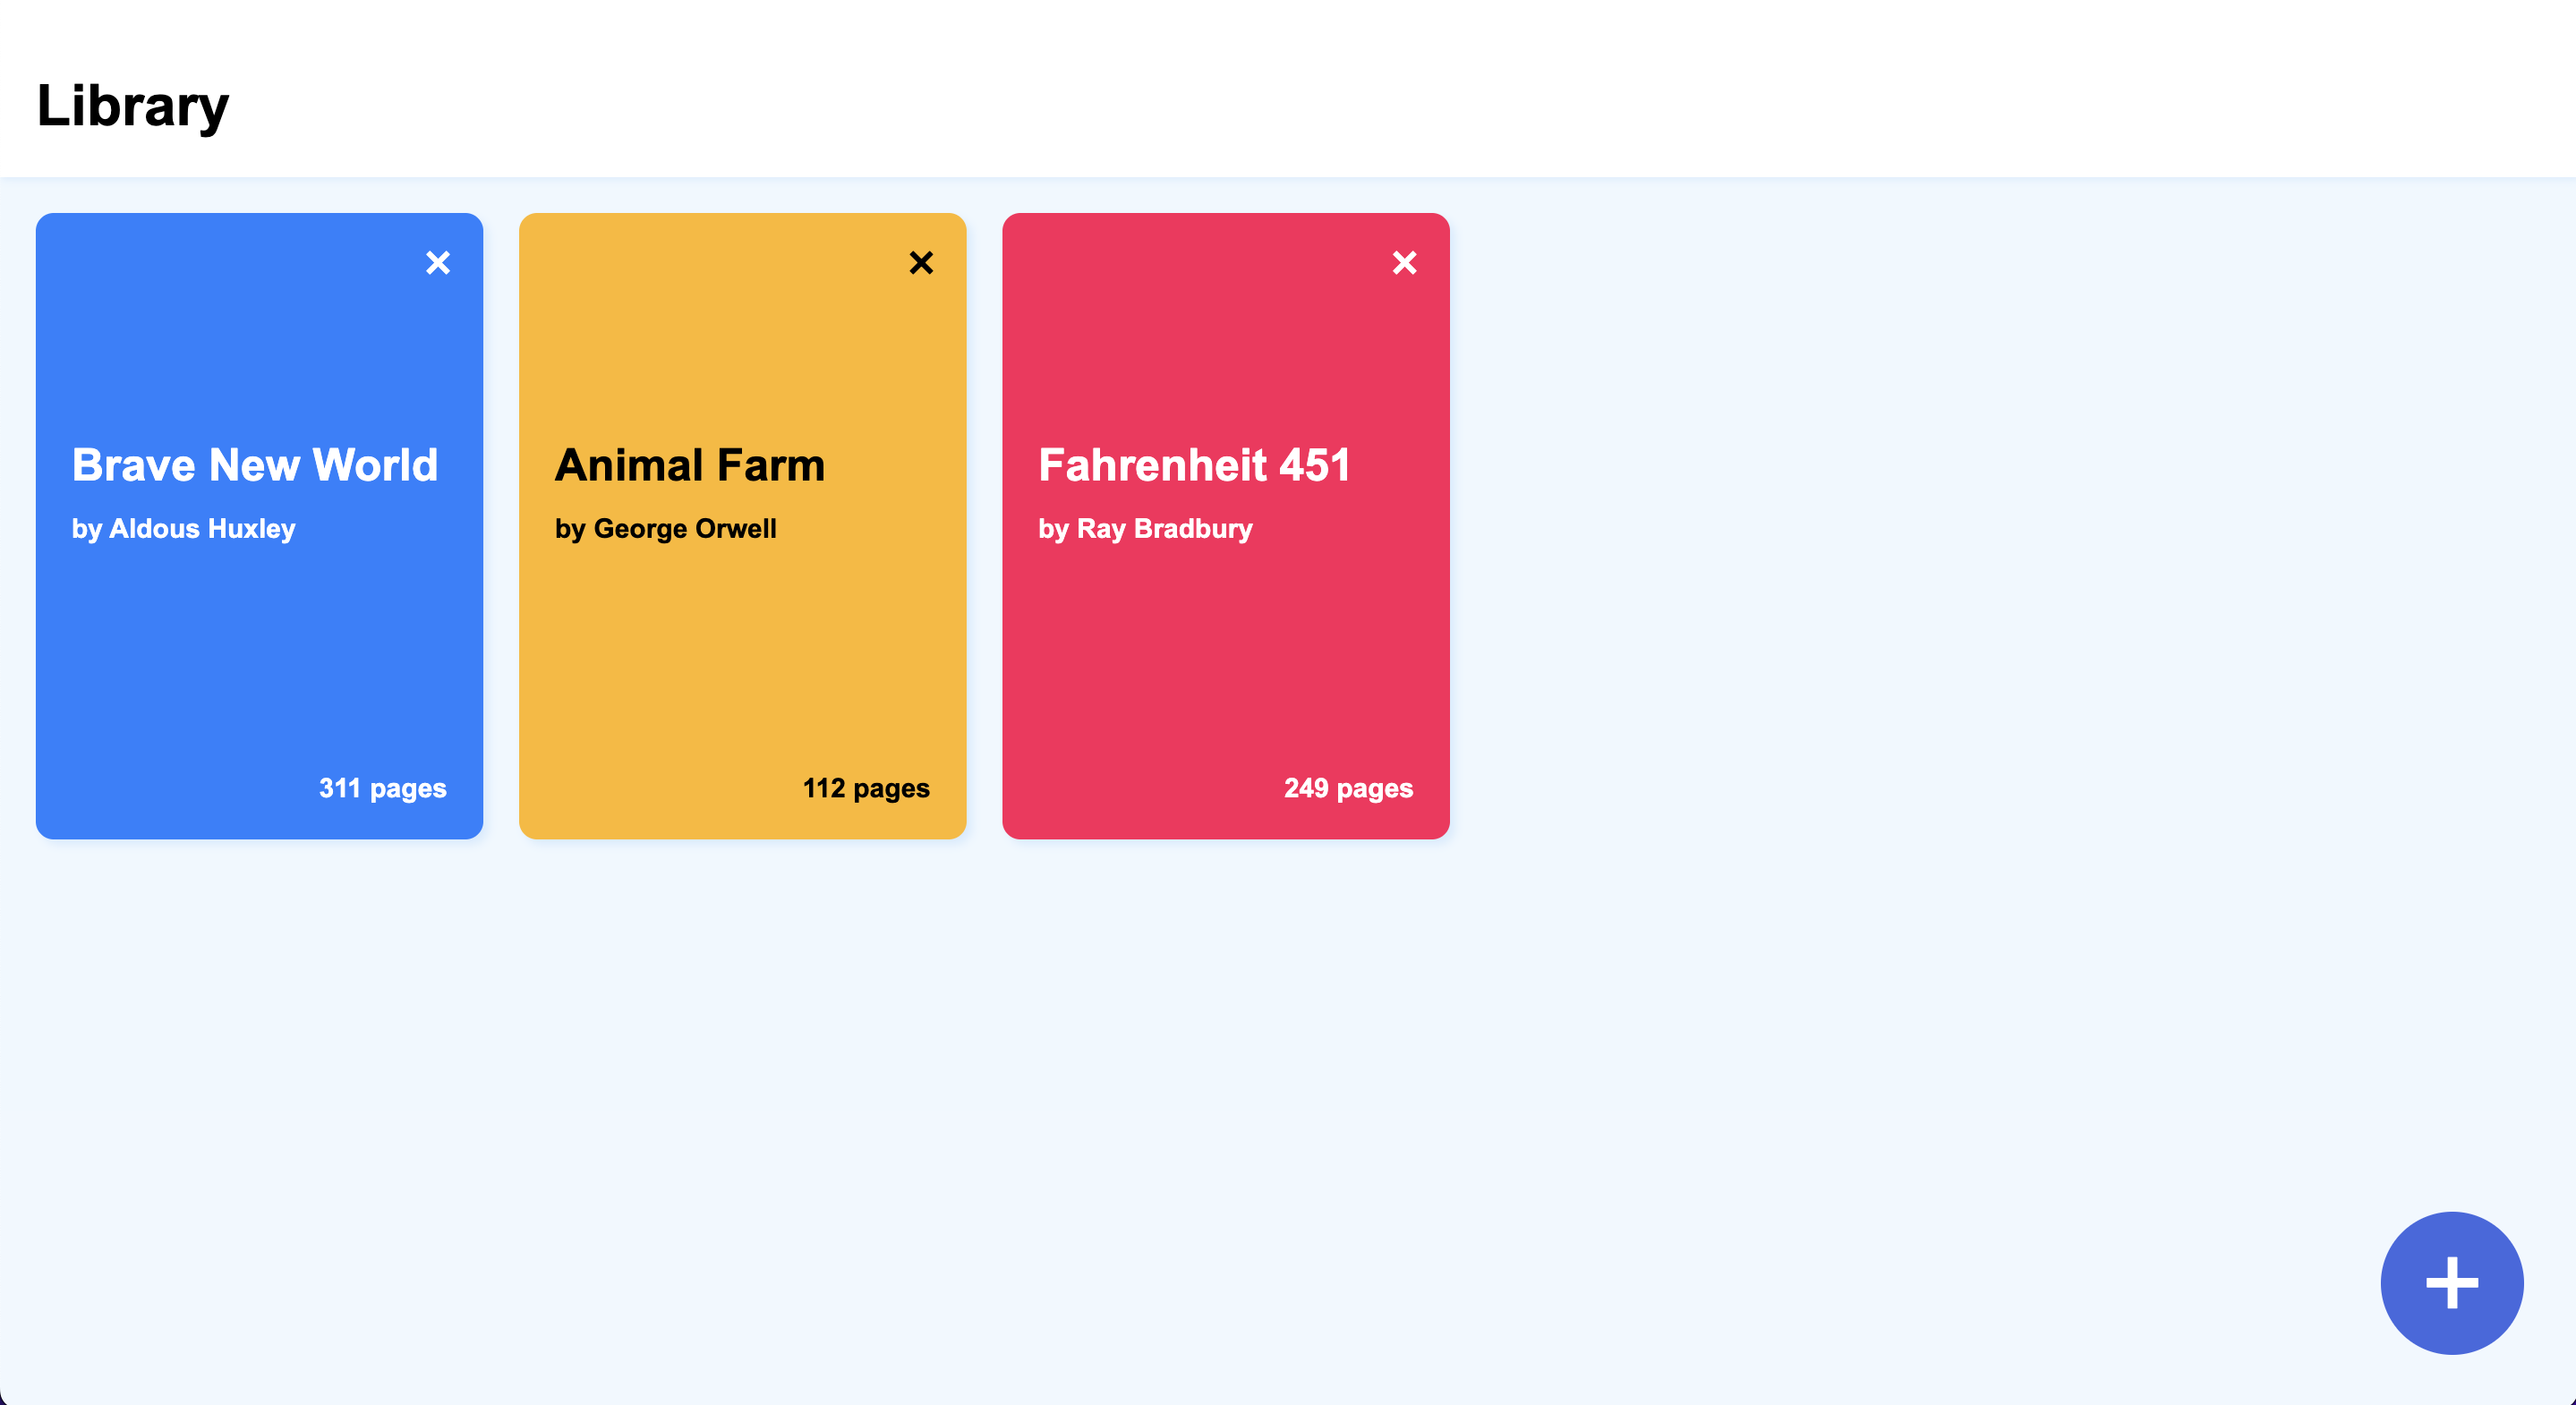 Library
Brave New World
by Aldous Huxley
311 pages
Animal Farm
by George Orwell
112 pages
Fahrenheit 451
by Ray Bradbury
249 pages